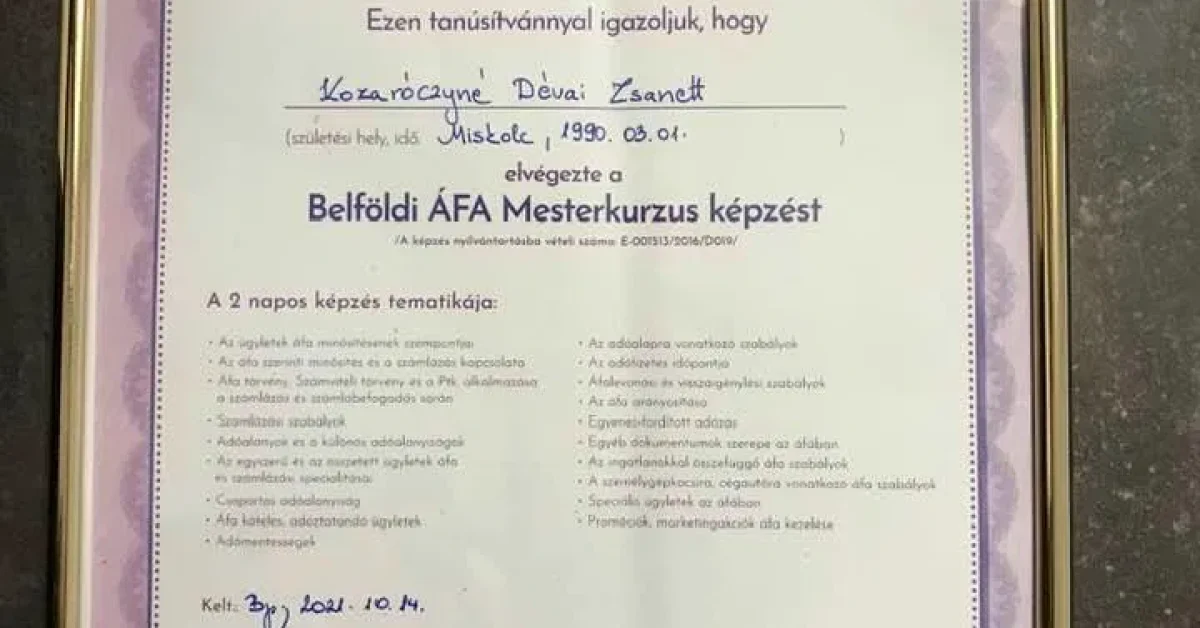 Ezen tanúsítvánnyal igazoljuk, hogy
Kozaróczyné Dévai Zsanett
(születési hely, idő: Miskolc, 1990. 03. 01. )
elvégezte a
Belföldi ÁFA Mesterkurzus képzést
/A képzés nyilvántartásba vételi száma: E-001513/2016/D019/
A 2 napos képzés tematikája:
• Az ügyletek áfa minősítésének szempontjai
• Az áfa szerinti minősítés és a számlázás kapcsolata
• Áfa törvény, Számviteli törvény és a Ptk. alkalmazása
a számlázás és számlabefogadás során
• Számlázási szabályok
• Adóalanyok és a különös adóalanyiságok
• Az egyszerű és az összetett ügyletek áfa
és számlázási specialitásai
• Csoportos adóalanyiság
• Áfa köteles, adóztatandó ügyletek
• Adómentességek
• Az adóalapra vonatkozó szabályok
• Az adófizetés időpontja
• Áfalevonási és visszaigénylési szabályok
• Az áfa arányosítása
• Egyenes/fordított adózás
• Egyéb dokumentumok szerepe az áfában
• Az ingatlanokkal összefüggő áfa szabályok
• A személygépkocsira, cégautóra vonatkozó áfa szabályok
• Speciális ügyletek az áfában
• Promóciók, marketingakciók áfa kezelése
Kelt.: Bp, 2021. 10. 14.